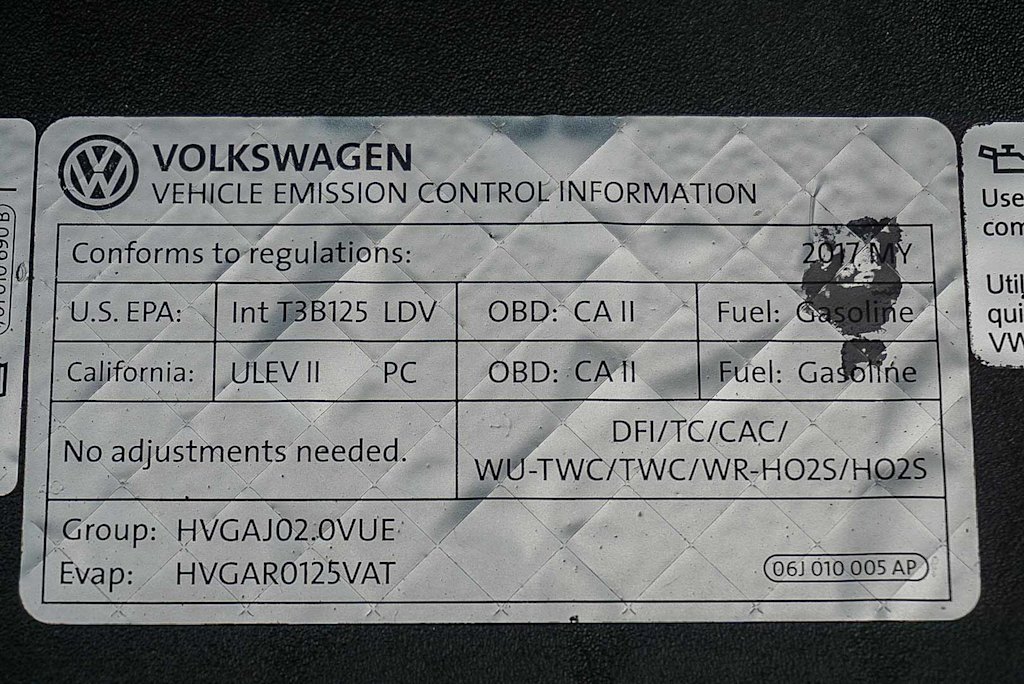 VOLKSWAGEN
VEHICLE EMISSION CONTROL INFORMATION
Conforms to regulations: 2017 MY
U.S. EPA: Int T3B125 LDV OBD: CA II Fuel: Gasoline
California: ULEV II PC OBD: CA II Fuel: Gasoline
No adjustments needed.
DFI/TC/CAC/
WU-TWC/TWC/WR-HO2S/HO2S
Group: HVGAJ02.0VUE
Evap: HVGAR0125VAT
06J 010 005 AP
Use
com
Util
qui
VW